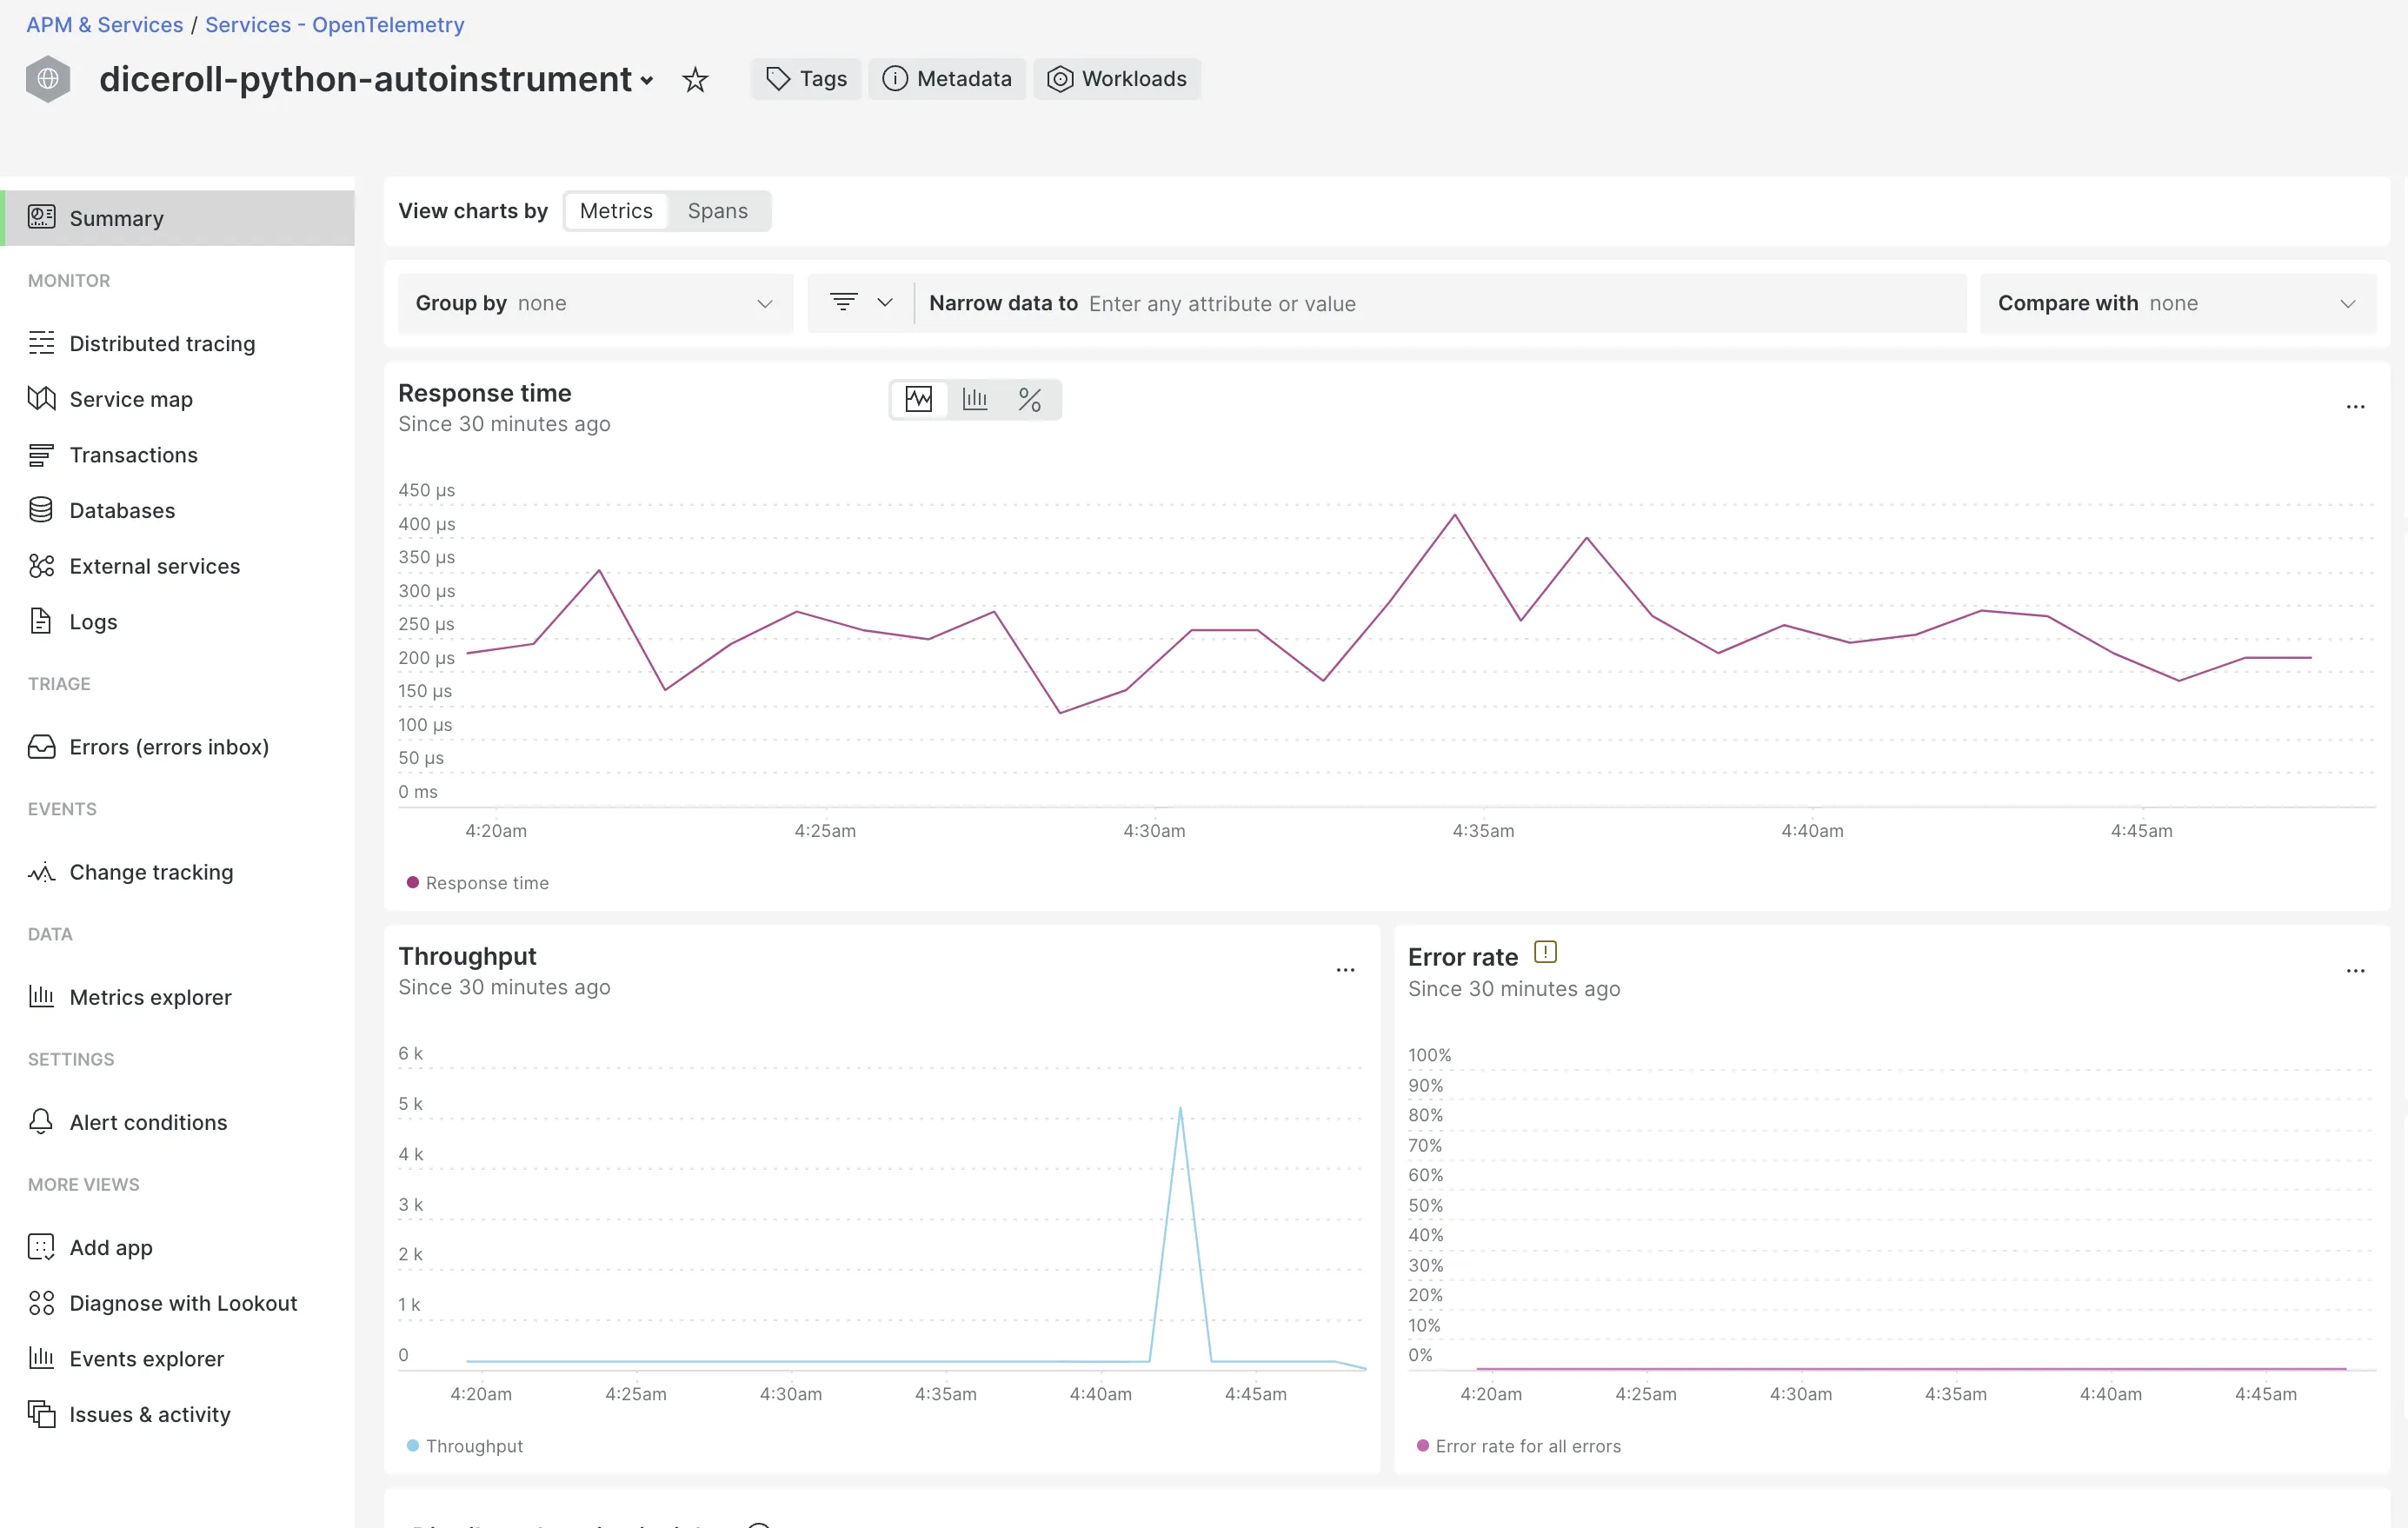 APM & Services / Services - OpenTelemetry
diceroll-python-autoinstrument
Tags
Metadata
Workloads
Summary
MONITOR
Distributed tracing
Service map
Transactions
Databases
External services
Logs
TRIAGE
Errors (errors inbox)
EVENTS
Change tracking
DATA
Metrics explorer
SETTINGS
Alert conditions
MORE VIEWS
Add app
Diagnose with Lookout
Events explorer
Issues & activity
View charts by Metrics Spans
Group by none
Narrow data to Enter any attribute or value
Compare with none
Response time
%
Since 30 minutes ago
450 µs
400 µs
350 µs
300 µs
250 µs
200 µs
150 µs
100 µs
50 µs
0 ms
4:20am 4:25am 4:30am 4:35am 4:40am 4:45am
Response time
Throughput
Since 30 minutes ago
6 k
5 k
4 k
3 k
2 k
1 k
0
4:20am 4:25am 4:30am 4:35am 4:40am 4:45am
Throughput
Error rate
Since 30 minutes ago
100%
90%
80%
70%
60%
50%
40%
30%
20%
10%
0%
4:20am 4:25am 4:30am 4:35am 4:40am 4:45am
Error rate for all errors